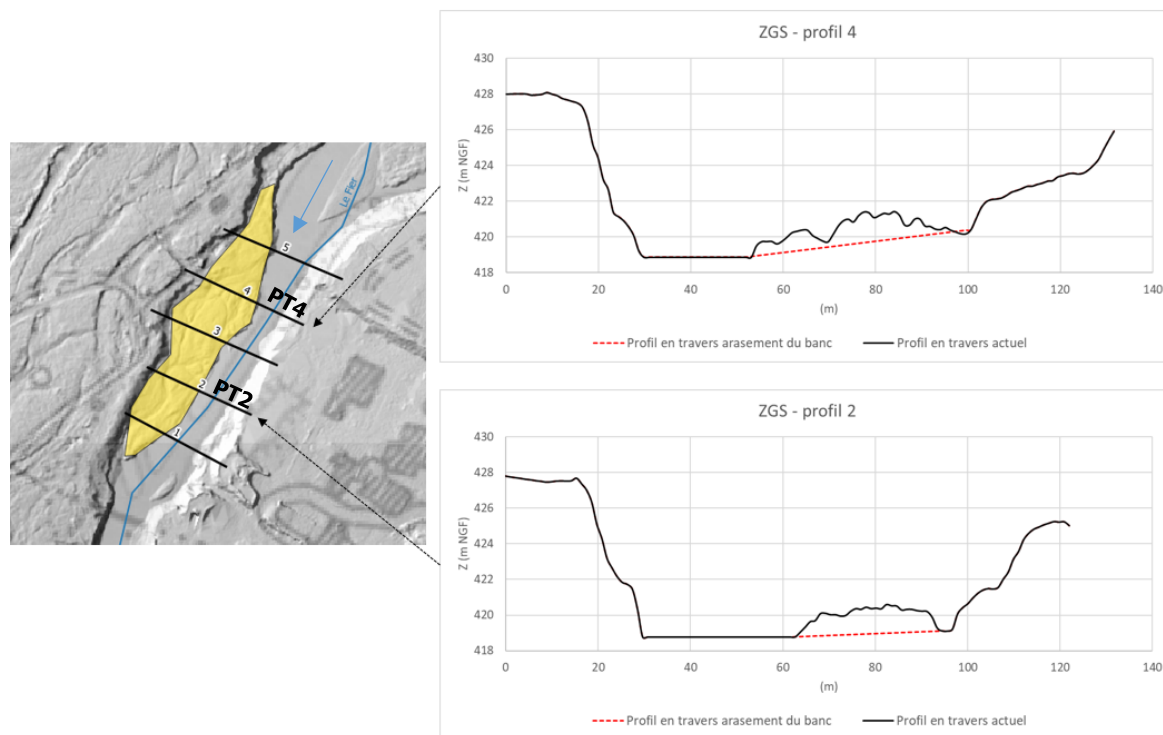 ZGS - profil 4
Z (m NGF)
430
428
426
424
422
420
418
0 20 40 60 80 100 120 140
(m)
Profil en travers arasement du banc Profil en travers actuel
Le Fier
5
4
PT4
3
2
PT2
1
ZGS - profil 2
Z (m NGF)
430
428
426
424
422
420
418
0 20 40 60 80 100 120 140
(m)
Profil en travers arasement du banc Profil en travers actuel